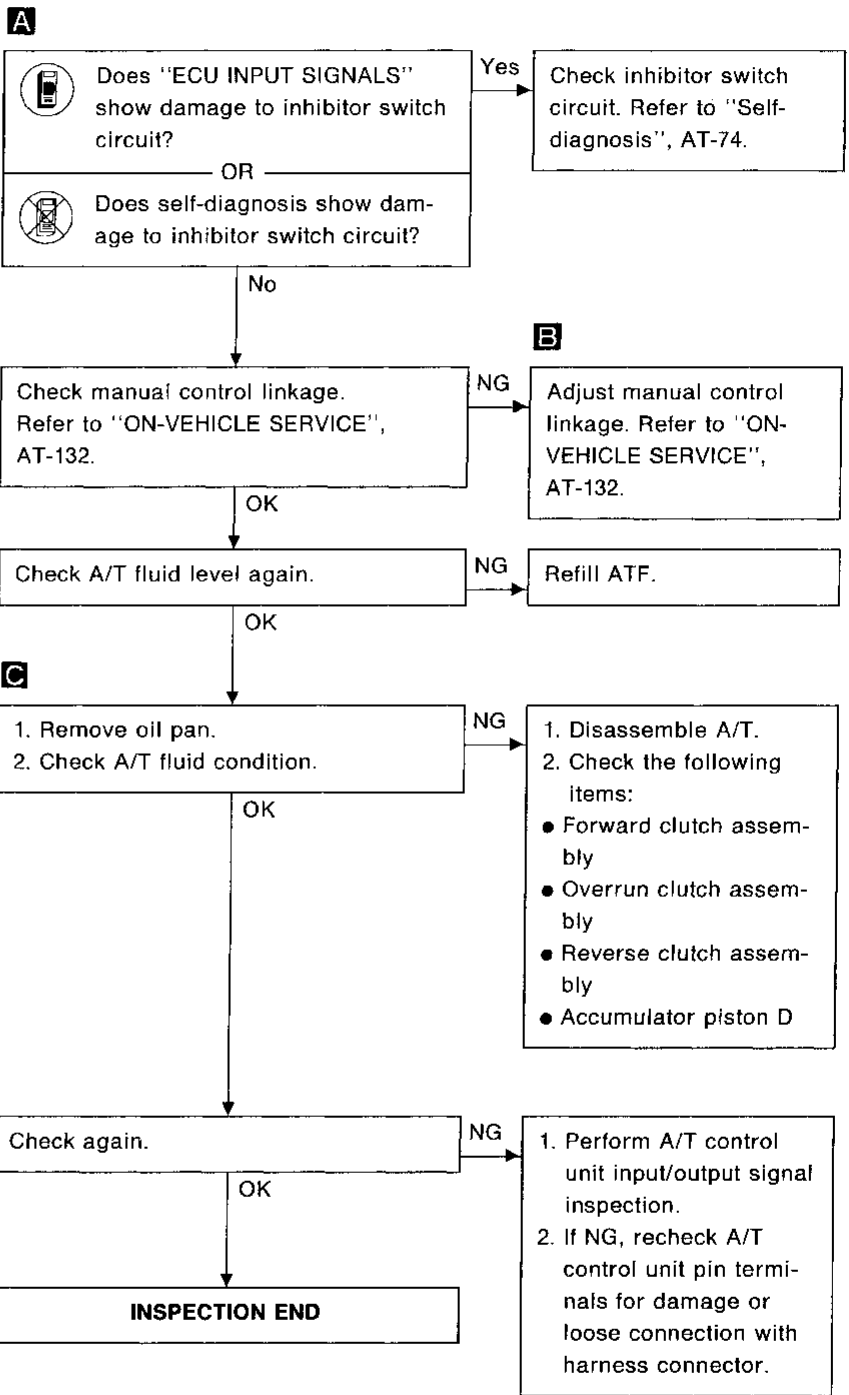 A
Does "ECU INPUT SIGNALS"
show damage to inhibitor switch
circuit?
OR
Does self-diagnosis show dam-
age to inhibitor switch circuit?
Yes
Check inhibitor switch
circuit. Refer to "Self-
diagnosis", AT-74.
No
Check manual control linkage.
Refer to "ON-VEHICLE SERVICE",
AT-132.
NG
B
Adjust manual control
linkage. Refer to "ON-
VEHICLE SERVICE",
AT-132.
OK
Check A/T fluid level again.
NG
Refill ATF.
OK
C
1. Remove oil pan.
2. Check A/T fluid condition.
NG
1. Disassemble A/T.
2. Check the following
items:
● Forward clutch assem-
bly
● Overrun clutch assem-
bly
● Reverse clutch assem-
bly
● Accumulator piston D
OK
Check again.
NG
1. Perform A/T control
unit input/output signal
inspection.
2. If NG, recheck A/T
control unit pin termi-
nals for damage or
loose connection with
harness connector.
OK
INSPECTION END